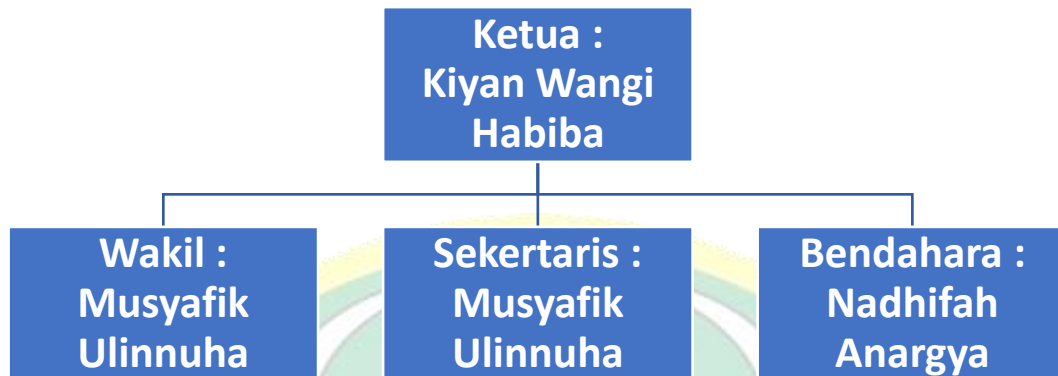 Ketua :
Kiyan Wangi
Habiba
Wakil :
Musyafik
Ulinnuha
Sekertaris :
Musyafik
Ulinnuha
Bendahara :
Nadhifah
Anargya